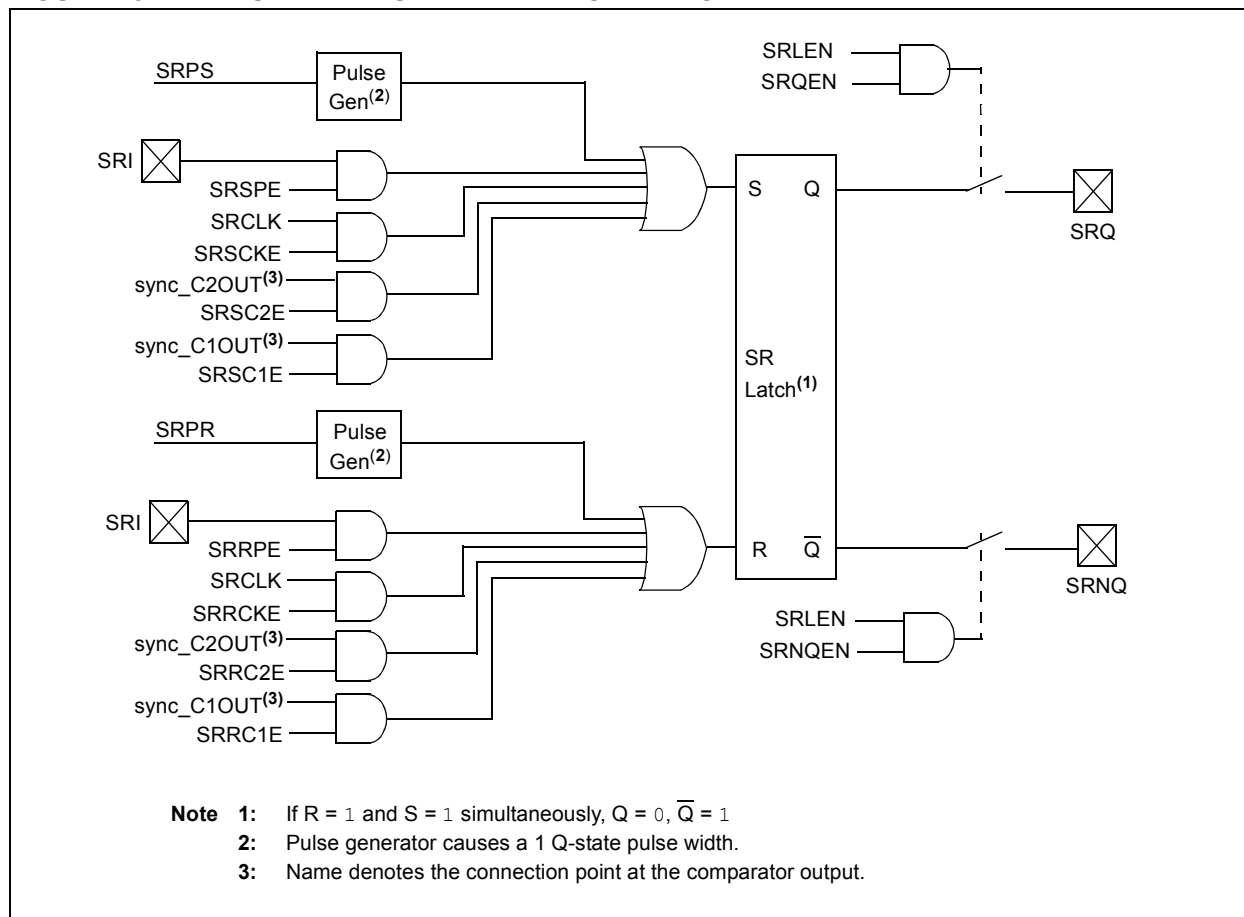 SRPS
Pulse
Gen(2)
SRI
SRSPE
SRCLK
SRSCKE
sync_C2OUT(3)
SRSC2E
sync_C1OUT(3)
SRSC1E
SRLEN
SRQEN
S Q
SRQ
SR
Latch(1)
SRPR
Pulse
Gen(2)
SRI
SRRPE
SRCLK
SRRCKE
sync_C2OUT(3)
SRRC2E
sync_C1OUT(3)
SRRC1E
R Q̅
SRNQ
SRLEN
SRNQEN
Note 1: If R = 1 and S = 1 simultaneously, Q = 0, Q̅ = 1
2: Pulse generator causes a 1 Q-state pulse width.
3: Name denotes the connection point at the comparator output.